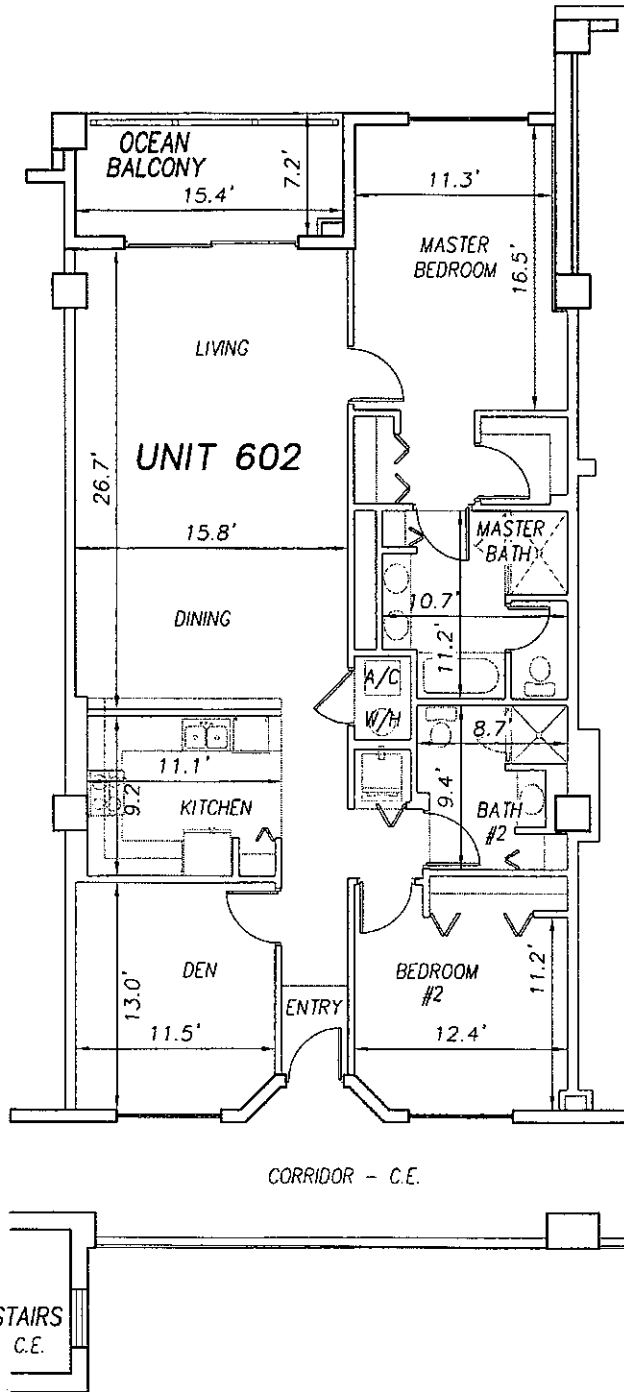 OCEAN
BALCONY
15.4'
7.2'
11.3'
MASTER
BEDROOM
16.5'
LIVING
UNIT 602
26.7'
15.8'
MASTER
BATH
10.7'
11.2'
DINING
A/C
W/H
8.7'
11.1'
9.2
KITCHEN
9.4'
BATH
#2
DEN
13.0'
11.5'
ENTRY
BEDROOM
#2
11.2'
12.4'
CORRIDOR - C.E.
STAIRS
C.E.